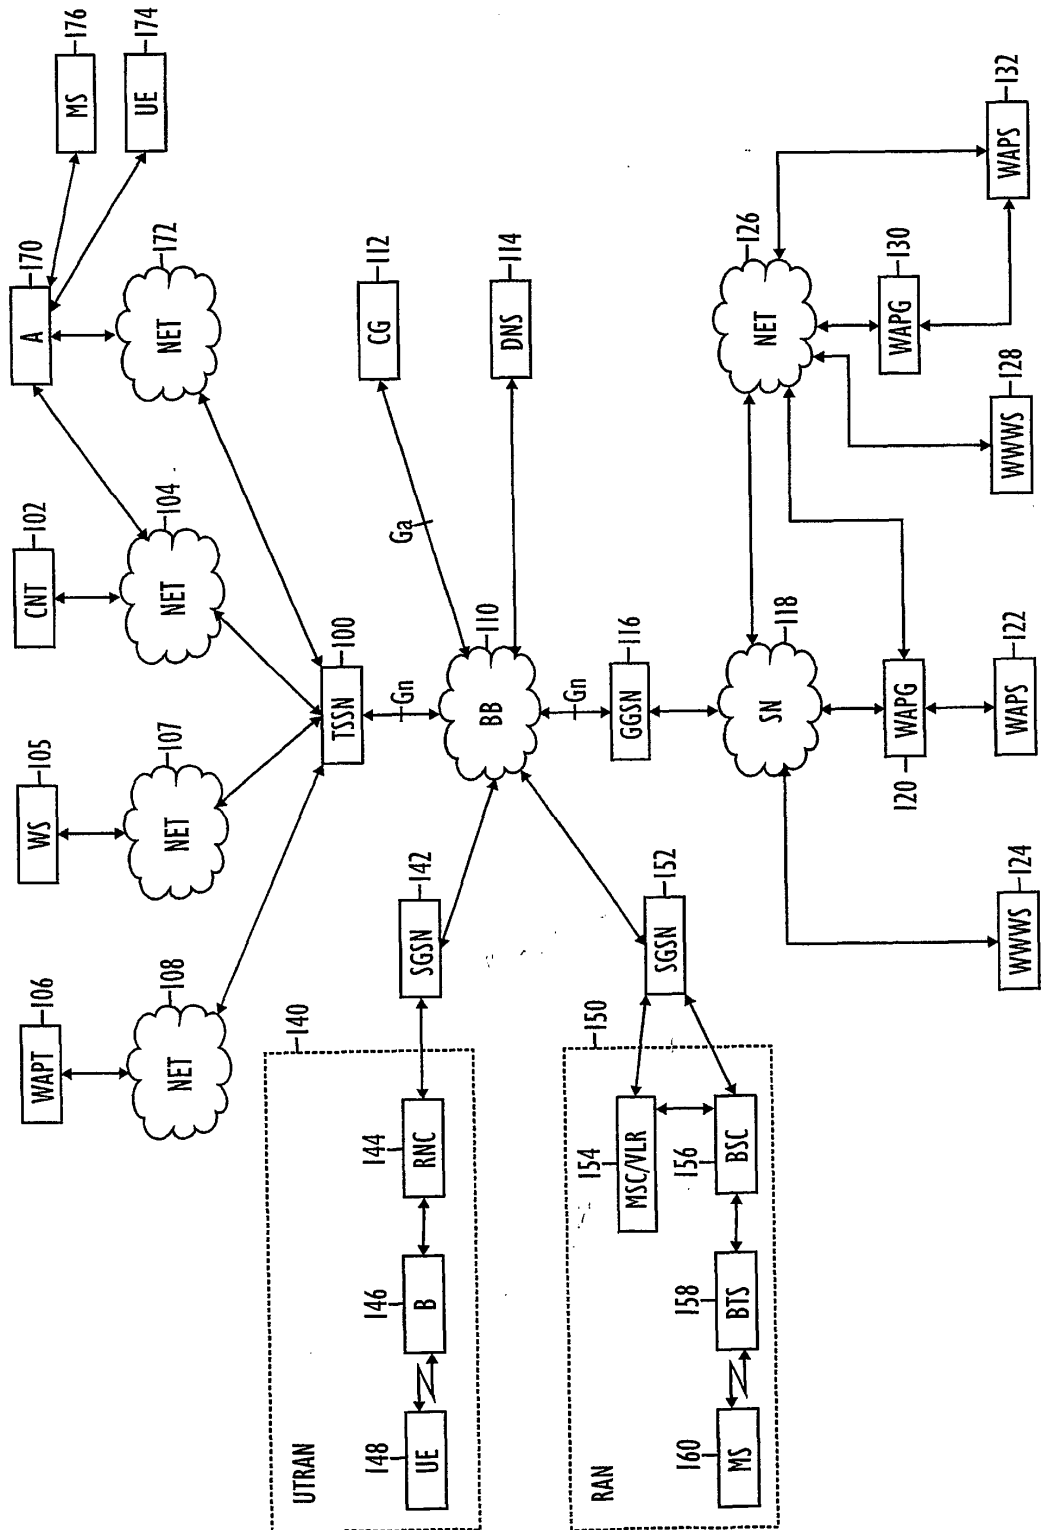 WAPT
106
WS
105
CNT
102
A
170
MS
176
UE
174
NET
108
NET
107
NET
104
NET
172
TSSN
100
Gn
BB
110
Ga
CG
112
DNS
114
Gn
GGSN
116
SN
118
NET
126
WAPG
120
WAPS
122
WWWS
124
WWWS
128
WAPG
130
WAPS
132
UTRAN
140
SGSN
142
RNC
144
B
146
UE
148
RAN
150
SGSN
152
MSC/VLR
154
BSC
156
BTS
158
MS
160